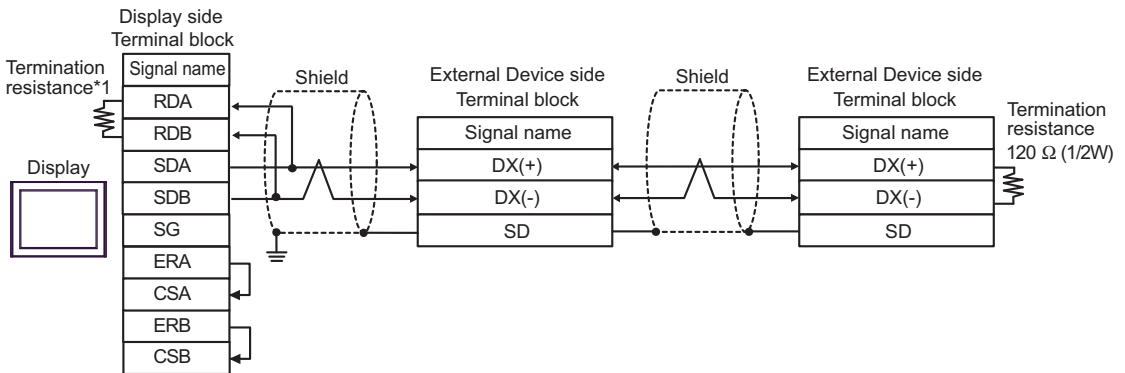 Display side
Terminal block
Termination
resistance*1
Signal name
RDA
RDB
SDA
SDB
SG
ERA
CSA
ERB
CSB
Display
Shield
External Device side
Terminal block
Signal name
DX(+)
DX(-)
SD
Shield
External Device side
Terminal block
Signal name
DX(+)
DX(-)
SD
Termination
resistance
120 Ω (1/2W)